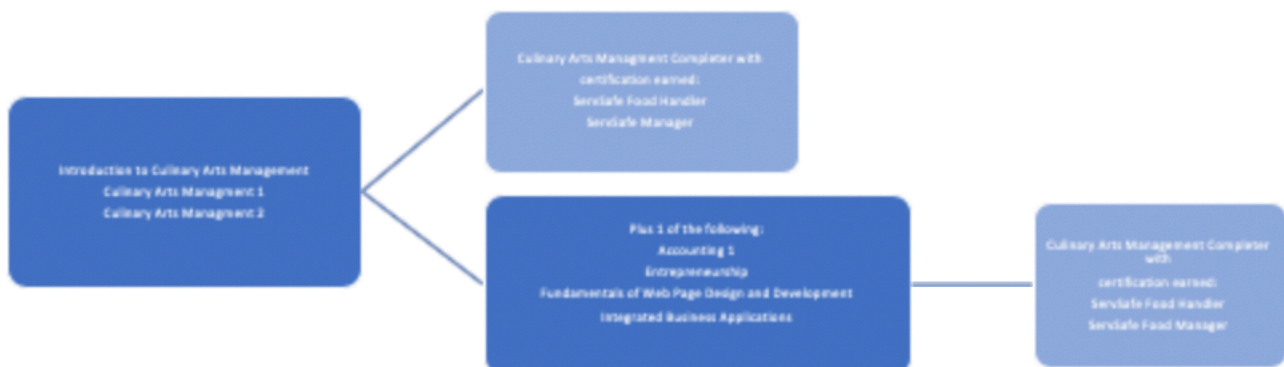 Culinary Arts Managment Completer with
certification earned:
ServSafe Food Handler
ServSafe Manager
Introduction to Culinary Arts Management
Culinary Arts Managment 1
Culinary Arts Managment 2
Plus 1 of the following:
Accounting 1
Entrepreneurship
Fundamentals of Web Page Design and Development
Integrated Business Applications
Culinary Arts Management Completer
with
certification earned:
ServSafe Food Handler
ServSafe Food Manager